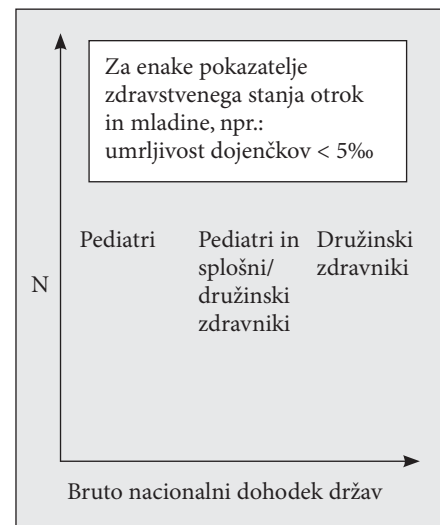 Za enake pokazatelje
zdravstvenega stanja otrok
in mladine, npr.:
umrljivost dojenčkov < 5‰
Pediatri
Pediatri in
splošni/
družinski
zdravniki
Družinski
zdravniki
N
Bruto nacionalni dohodek držav